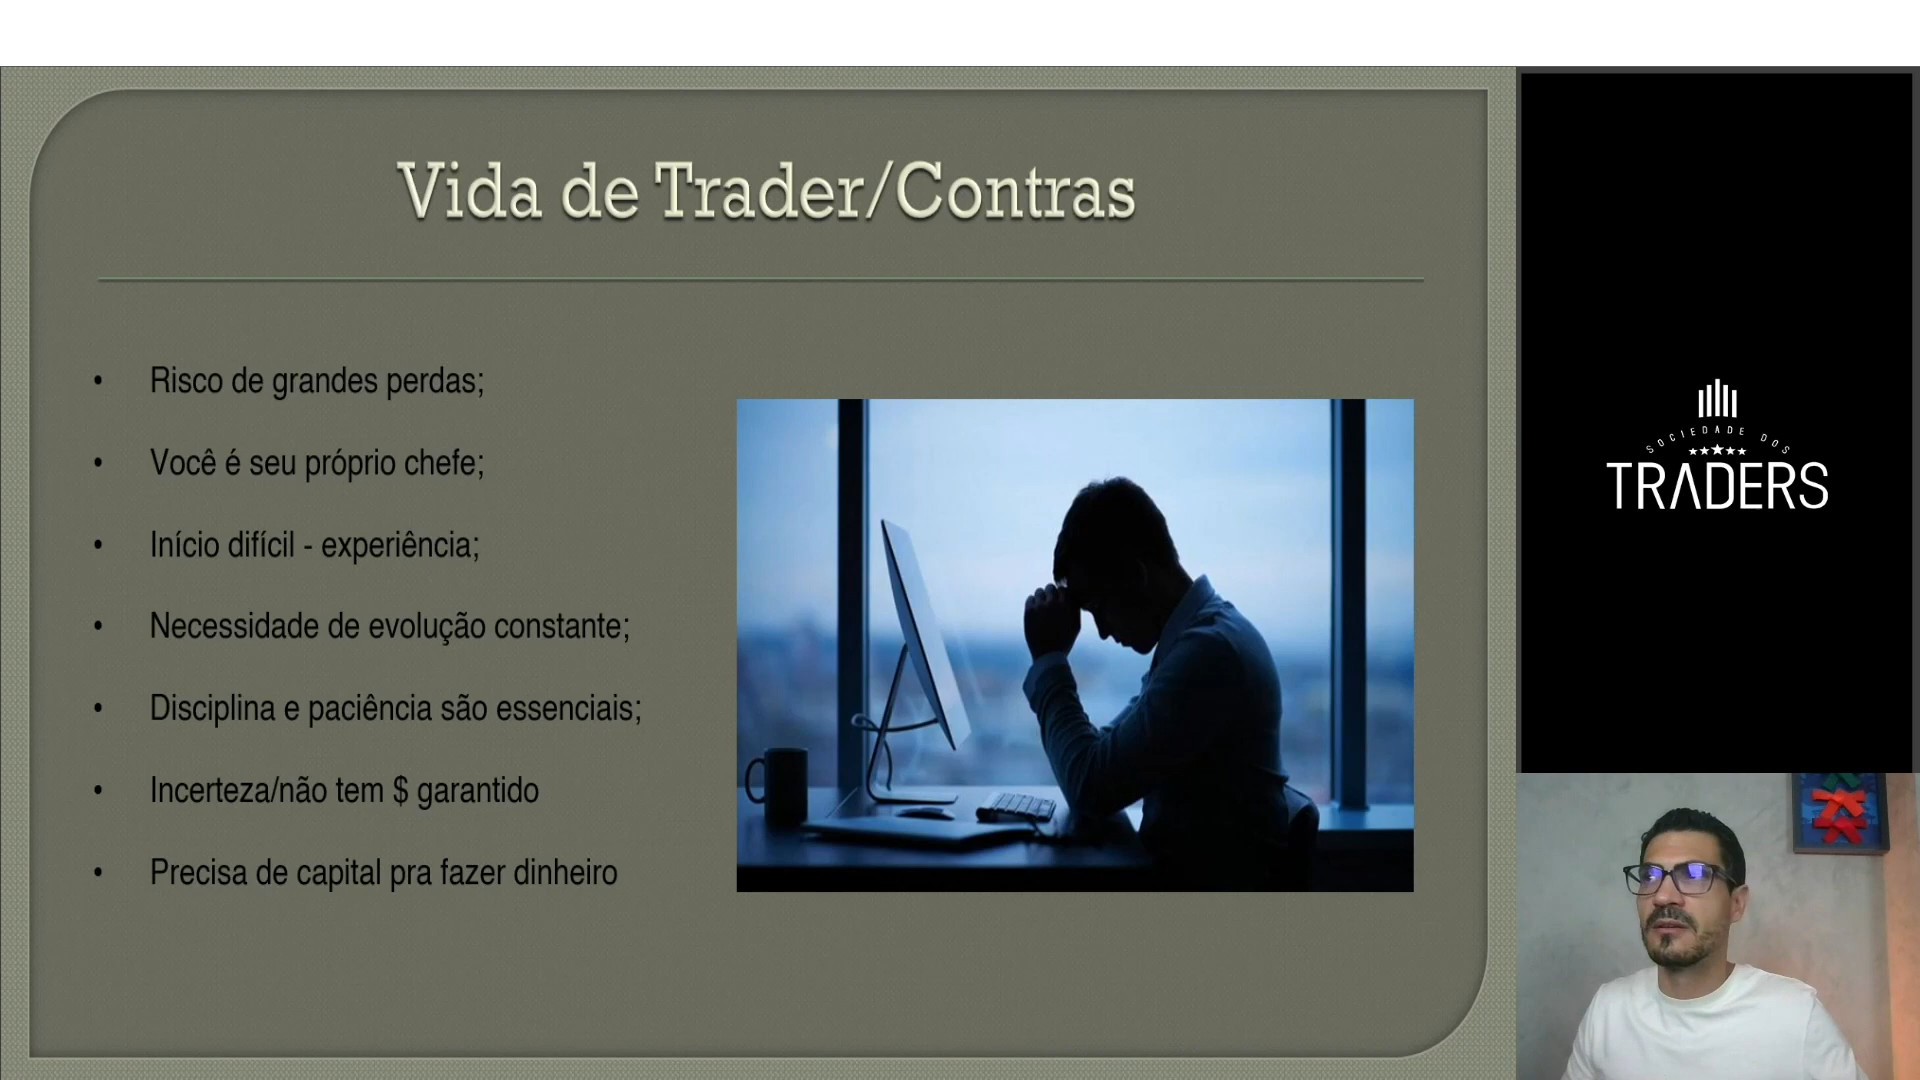 Vida de Trader/Contras
• Risco de grandes perdas;
• Você é seu próprio chefe;
• Início difícil - experiência;
• Necessidade de evolução constante;
• Disciplina e paciência são essenciais;
• Incerteza/não tem $ garantido
• Precisa de capital pra fazer dinheiro
SOCIEDADE DOS
TRADERS